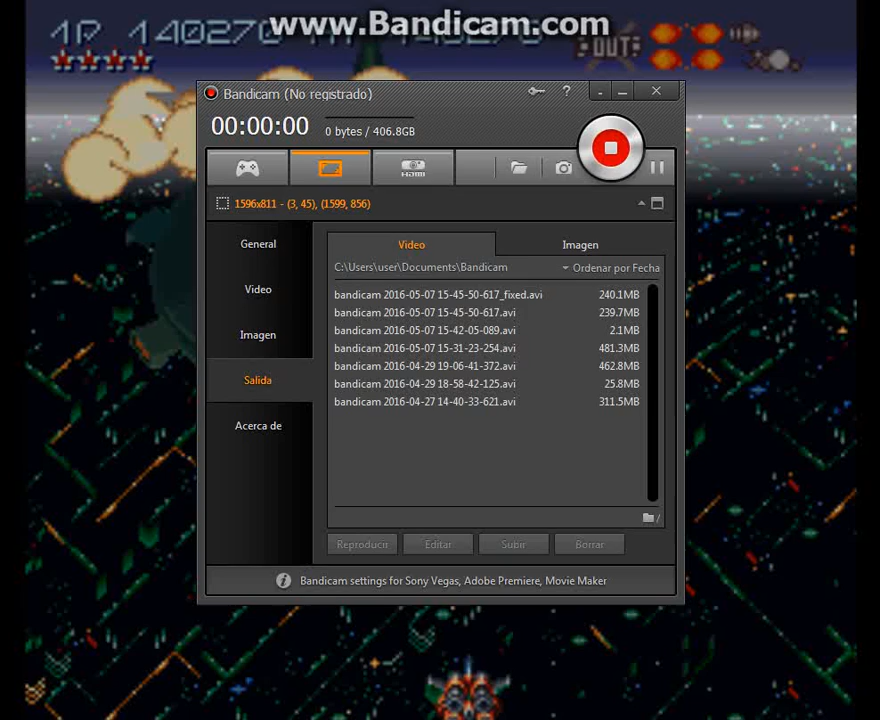 www.Bandicam.com
1P 140270 140270
OUT
Bandicam (No registrado)
?
00:00:00
0 bytes / 406.8GB
HDMI
1596x811 - (3, 45), (1599, 856)
General
Video
Imagen
Salida
Acerca de
Video
Imagen
C:\Users\user\Documents\Bandicam
Ordenar por Fecha
bandicam 2016-05-07 15-45-50-617_fixed.avi 240.1MB
bandicam 2016-05-07 15-45-50-617.avi 239.7MB
bandicam 2016-05-07 15-42-05-089.avi 2.1MB
bandicam 2016-05-07 15-31-23-254.avi 481.3MB
bandicam 2016-04-29 19-06-41-372.avi 462.8MB
bandicam 2016-04-29 18-58-42-125.avi 25.8MB
bandicam 2016-04-27 14-40-33-621.avi 311.5MB
Reproducir
Editar
Subir
Borrar
Bandicam settings for Sony Vegas, Adobe Premiere, Movie Maker